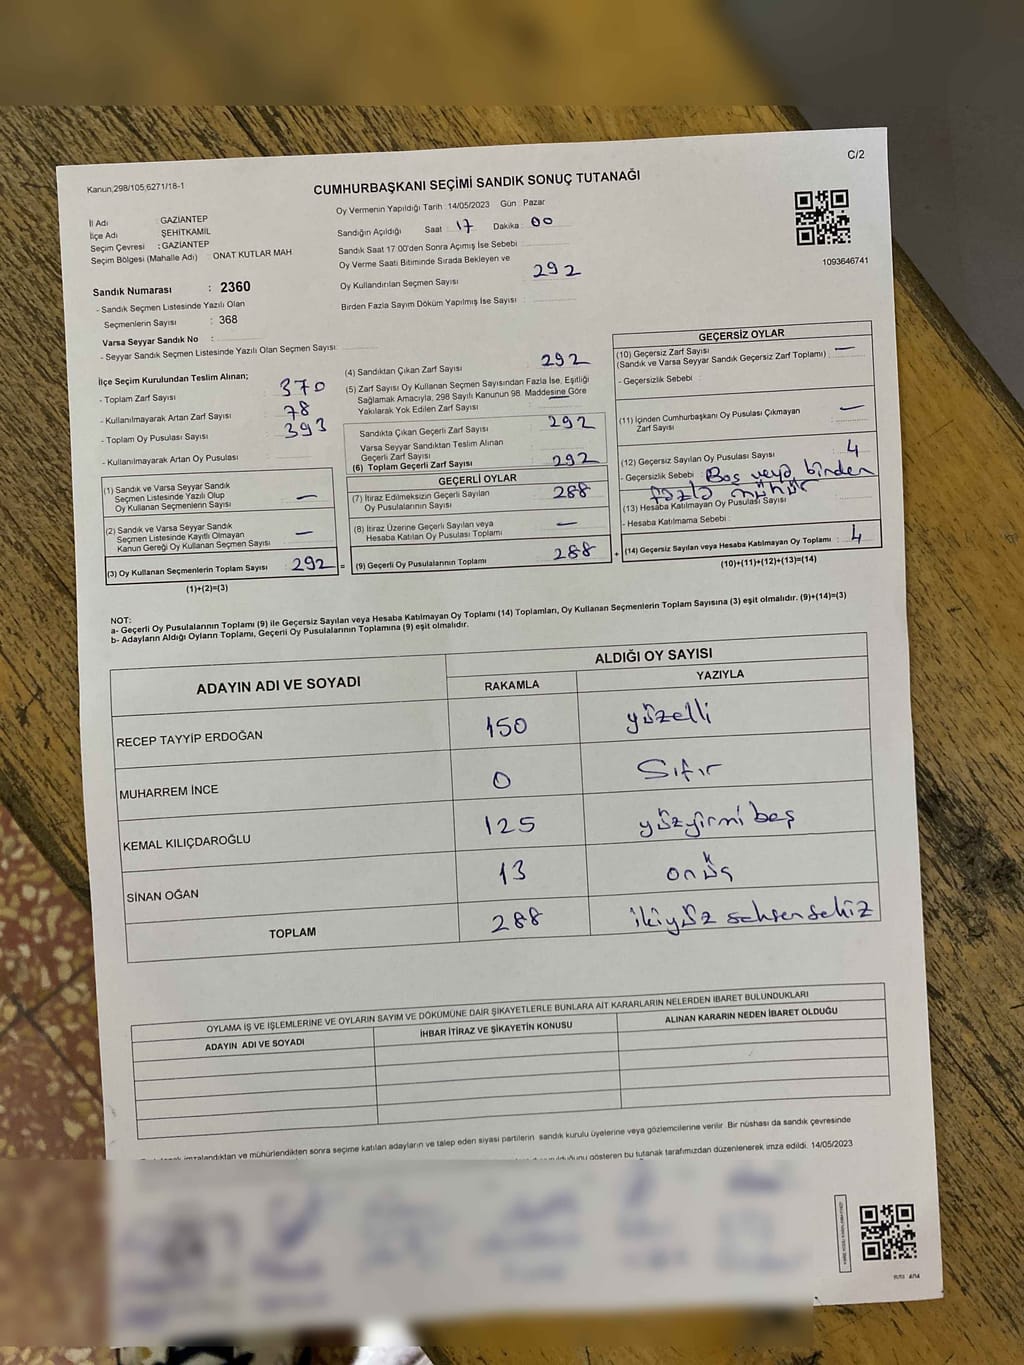 C/2
Kanun;298/105,6271/18-1
CUMHURBAŞKANI SEÇİMİ SANDIK SONUÇ TUTANAĞI
İl Adı GAZİANTEP
İlçe Adı ŞEHİTKAMİL
Seçim Çevresi : GAZİANTEP
Seçim Bölgesi (Mahalle Adı) : ONAT KUTLAR MAH
Oy Vermenin Yapıldığı Tarih :14/05/2023 Gün Pazar
Sandığın Açıldığı Saat : 17 Dakika : 00
Sandık Saat 17 00'den Sonra Açımış İse Sebebi :
Oy Verme Saati Bitiminde Sırada Bekleyen ve
Oy Kullandırılan Seçmen Sayısı : 292
Birden Fazla Sayım Döküm Yapılmış İse Sayısı :
1093646741
Sandık Numarası : 2360
- Sandık Seçmen Listesinde Yazılı Olan
Seçmenlerin Sayısı : 368
Varsa Seyyar Sandık No :
- Seyyar Sandık Seçmen Listesinde Yazılı Olan Seçmen Sayısı:
İlçe Seçim Kurulundan Teslim Alınan;
- Toplam Zarf Sayısı : 370
- Kullanılmayarak Artan Zarf Sayısı : 78
- Toplam Oy Pusulası Sayısı : 393
- Kullanılmayarak Artan Oy Pusulası :
(1) Sandık ve Varsa Seyyar Sandık
Seçmen Listesinde Yazılı Olup
Oy Kullanan Seçmenlerin Sayısı : —
(2) Sandık ve Varsa Seyyar Sandık
Seçmen Listesinde Kayıtlı Olmayan
Kanun Gereği Oy Kullanan Seçmen Sayısı : —
(3) Oy Kullanan Seçmenlerin Toplam Sayısı : 292 =
(1)+(2)=(3)
(4) Sandıktan Çıkan Zarf Sayısı : 292
(5) Zarf Sayısı Oy Kullanan Seçmen Sayısından Fazla İse, Eşitliği
Sağlamak Amacıyla, 298 Sayılı Kanunun 98. Maddesine Göre
Yakılarak Yok Edilen Zarf Sayısı : —
Sandıkta Çıkan Geçerli Zarf Sayısı : 292
Varsa Seyyar Sandıktan Teslim Alınan
Geçerli Zarf Sayısı :
(6) Toplam Geçerli Zarf Sayısı : 292
GEÇERLİ OYLAR
(7) İtiraz Edilmeksizin Geçerli Sayılan
Oy Pusulalarının Sayısı : 288
(8) İtiraz Üzerine Geçerli Sayılan veya
Hesaba Katılan Oy Pusulası Toplamı : —
(9) Geçerli Oy Pusulalarının Toplamı : 288 +
GEÇERSİZ OYLAR
(10) Geçersiz Zarf Sayısı : —
(Sandık ve Varsa Seyyar Sandık Geçersiz Zarf Toplamı)
- Geçersizlik Sebebi :
(11) İçinden Cumhurbaşkanı Oy Pusulası Çıkmayan
Zarf Sayısı : —
(12) Geçersiz Sayılan Oy Pusulası Sayısı : 4
- Geçersizlik Sebebi : Boş veya birden
fazla mühür
(13) Hesaba Katılmayan Oy Pusulası Sayısı :
- Hesaba Katılmama Sebebi :
(14) Geçersiz Sayılan veya Hesaba Katılmayan Oy Toplamı : 4
(10)+(11)+(12)+(13)=(14)
NOT:
a- Geçerli Oy Pusulalarının Toplamı (9) ile Geçersiz Sayılan veya Hesaba Katılmayan Oy Toplamı (14) Toplamları, Oy Kullanan Seçmenlerin Toplam Sayısına (3) eşit olmalıdır. (9)+(14)=(3)
b- Adayların Aldığı Oyların Toplamı, Geçerli Oy Pusulalarının Toplamına (9) eşit olmalıdır.
ADAYIN ADI VE SOYADI ALDIĞI OY SAYISI
RAKAMLA YAZIYLA
RECEP TAYYİP ERDOĞAN 150 yüzelli
MUHARREM İNCE 0 Sıfır
KEMAL KILIÇDAROĞLU 125 yüzyirmi beş
SİNAN OĞAN 13 onüç
TOPLAM 288 ikiyüz seksen sekiz
OYLAMA İŞ VE İŞLEMLERİNE VE OYLARIN SAYIM VE DÖKÜMÜNE DAİR ŞİKAYETLERLE BUNLARA AİT KARARLARIN NELERDEN İBARET BULUNDUKLARI
ADAYIN ADI VE SOYADI İHBAR İTİRAZ VE ŞİKAYETİN KONUSU ALINAN KARARIN NEDEN İBARET OLDUĞU
imzalandıktan ve mühürlendikten sonra seçime katılan adayların ve talep eden siyasi partilerin sandık kurulu üyelerine veya gözlemcilerine verilir. Bir nüshası da sandık çevresinde
gösteren bu tutanak tarafımızdan düzenlenerek imza edildi. 14/05/2023